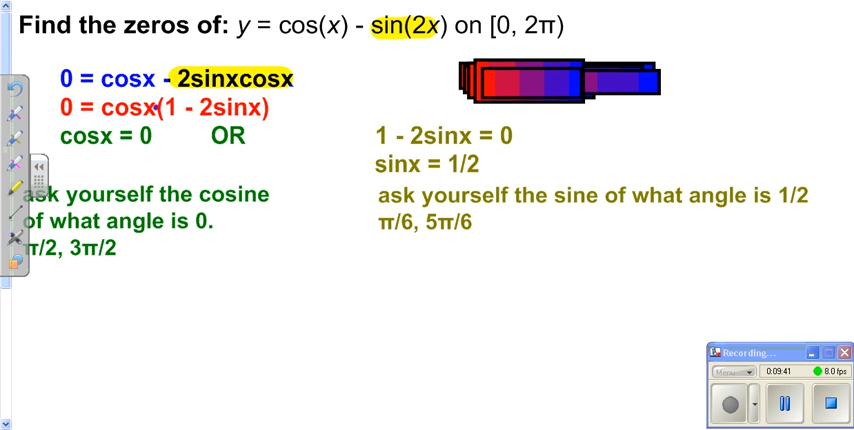 Find the zeros of: y = cos(x) - sin(2x) on [0, 2π)
0 = cosx - 2sinxcosx
0 = cosx(1 - 2sinx)
cosx = 0 OR
1 - 2sinx = 0
sinx = 1/2
ask yourself the cosine
of what angle is 0.
π/2, 3π/2
ask yourself the sine of what angle is 1/2
π/6, 5π/6
Recording...
Menu
0:09:41
8.0 fps